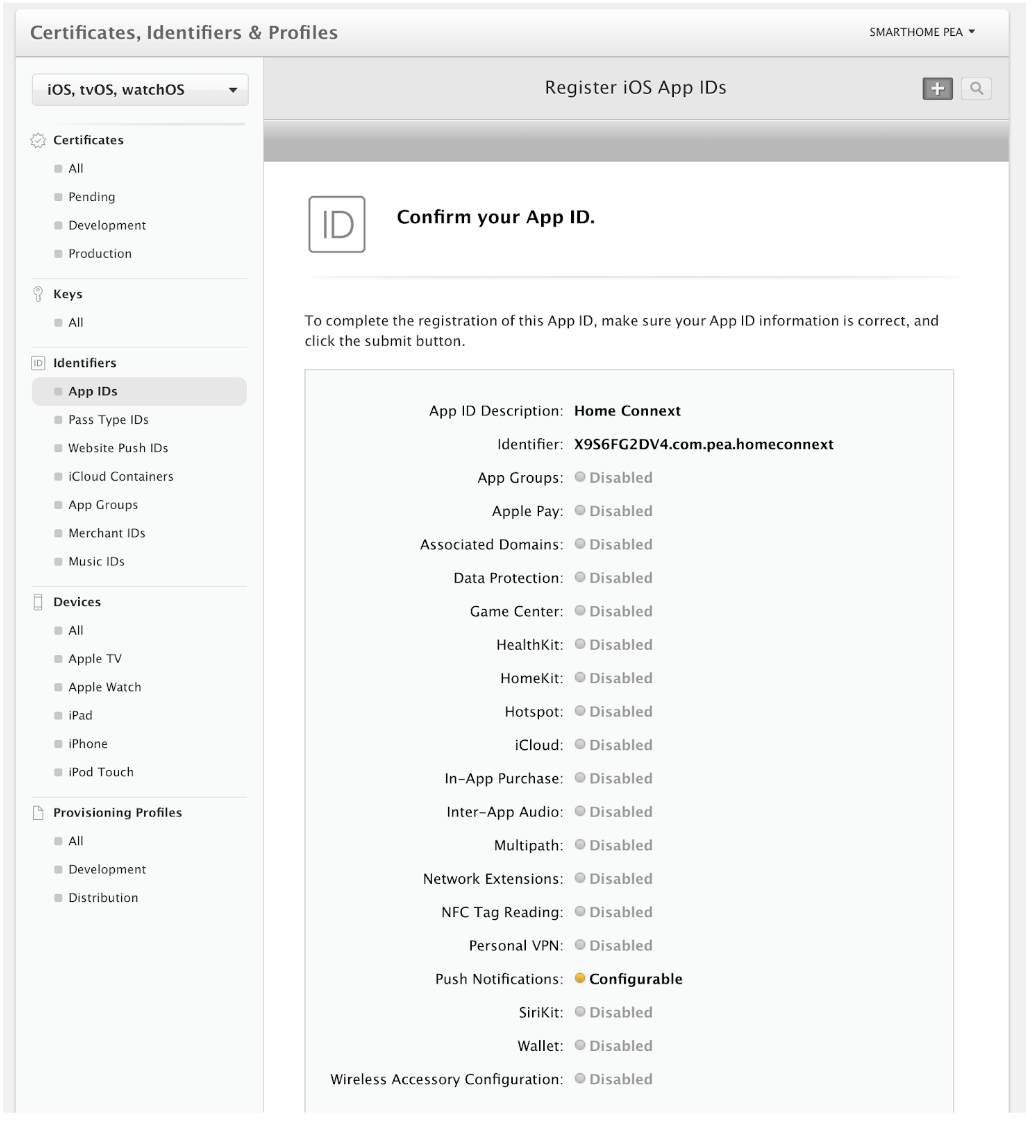 Certificates, Identifiers & Profiles
SMARTHOME PEA
iOS, tvOS, watchOS
Register iOS App IDs
Certificates
All
Pending
Development
Production
Keys
All
ID Identifiers
App IDs
Pass Type IDs
Website Push IDs
iCloud Containers
App Groups
Merchant IDs
Music IDs
Devices
All
Apple TV
Apple Watch
iPad
iPhone
iPod Touch
Provisioning Profiles
All
Development
Distribution
ID
Confirm your App ID.
To complete the registration of this App ID, make sure your App ID information is correct, and
click the submit button.
App ID Description: Home Connext
Identifier: X9S6FG2DV4.com.pea.homeconnext
App Groups: Disabled
Apple Pay: Disabled
Associated Domains: Disabled
Data Protection: Disabled
Game Center: Disabled
HealthKit: Disabled
HomeKit: Disabled
Hotspot: Disabled
iCloud: Disabled
In-App Purchase: Disabled
Inter-App Audio: Disabled
Multipath: Disabled
Network Extensions: Disabled
NFC Tag Reading: Disabled
Personal VPN: Disabled
Push Notifications: Configurable
SiriKit: Disabled
Wallet: Disabled
Wireless Accessory Configuration: Disabled